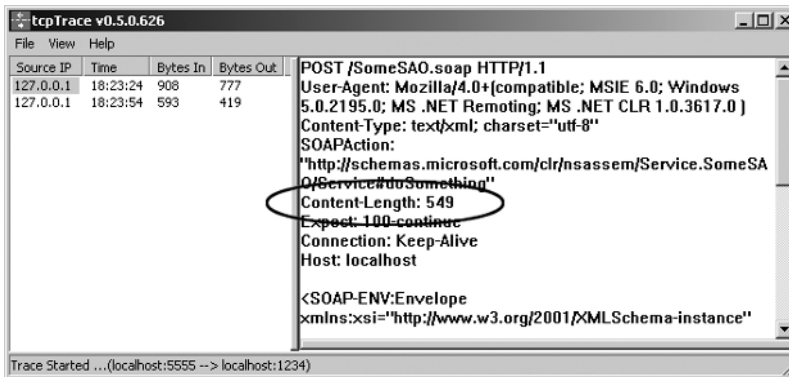 tcpTrace v0.5.0.626
File View Help
Source IP Time Bytes In Bytes Out
127.0.0.1 18:23:24 908 777
127.0.0.1 18:23:54 593 419
POST /SomeSAO.soap HTTP/1.1
User-Agent: Mozilla/4.0+(compatible; MSIE 6.0; Windows
5.0.2195.0; MS .NET Remoting; MS .NET CLR 1.0.3617.0 )
Content-Type: text/xml; charset="utf-8"
SOAPAction:
"http://schemas.microsoft.com/clr/nsassem/Service.SomeSA
O/Service#doSomething"
Content-Length: 549
Expect: 100-continue
Connection: Keep-Alive
Host: localhost
<SOAP-ENV:Envelope
xmlns:xsi="http://www.w3.org/2001/XMLSchema-instance"
Trace Started ...(localhost:5555 --> localhost:1234)